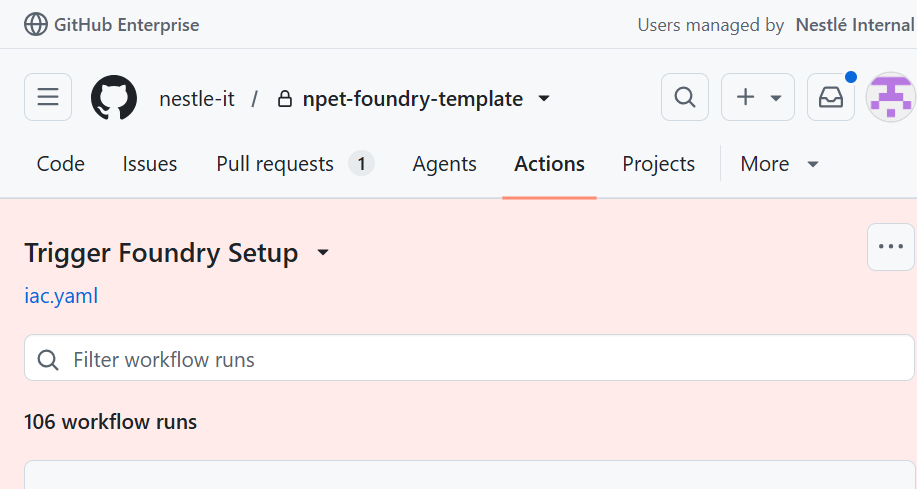 GitHub Enterprise Users managed by Nestlé Internal
nestle-it / npet-foundry-template
Code Issues Pull requests 1 Agents Actions Projects More
Trigger Foundry Setup
iac.yaml
Filter workflow runs
106 workflow runs